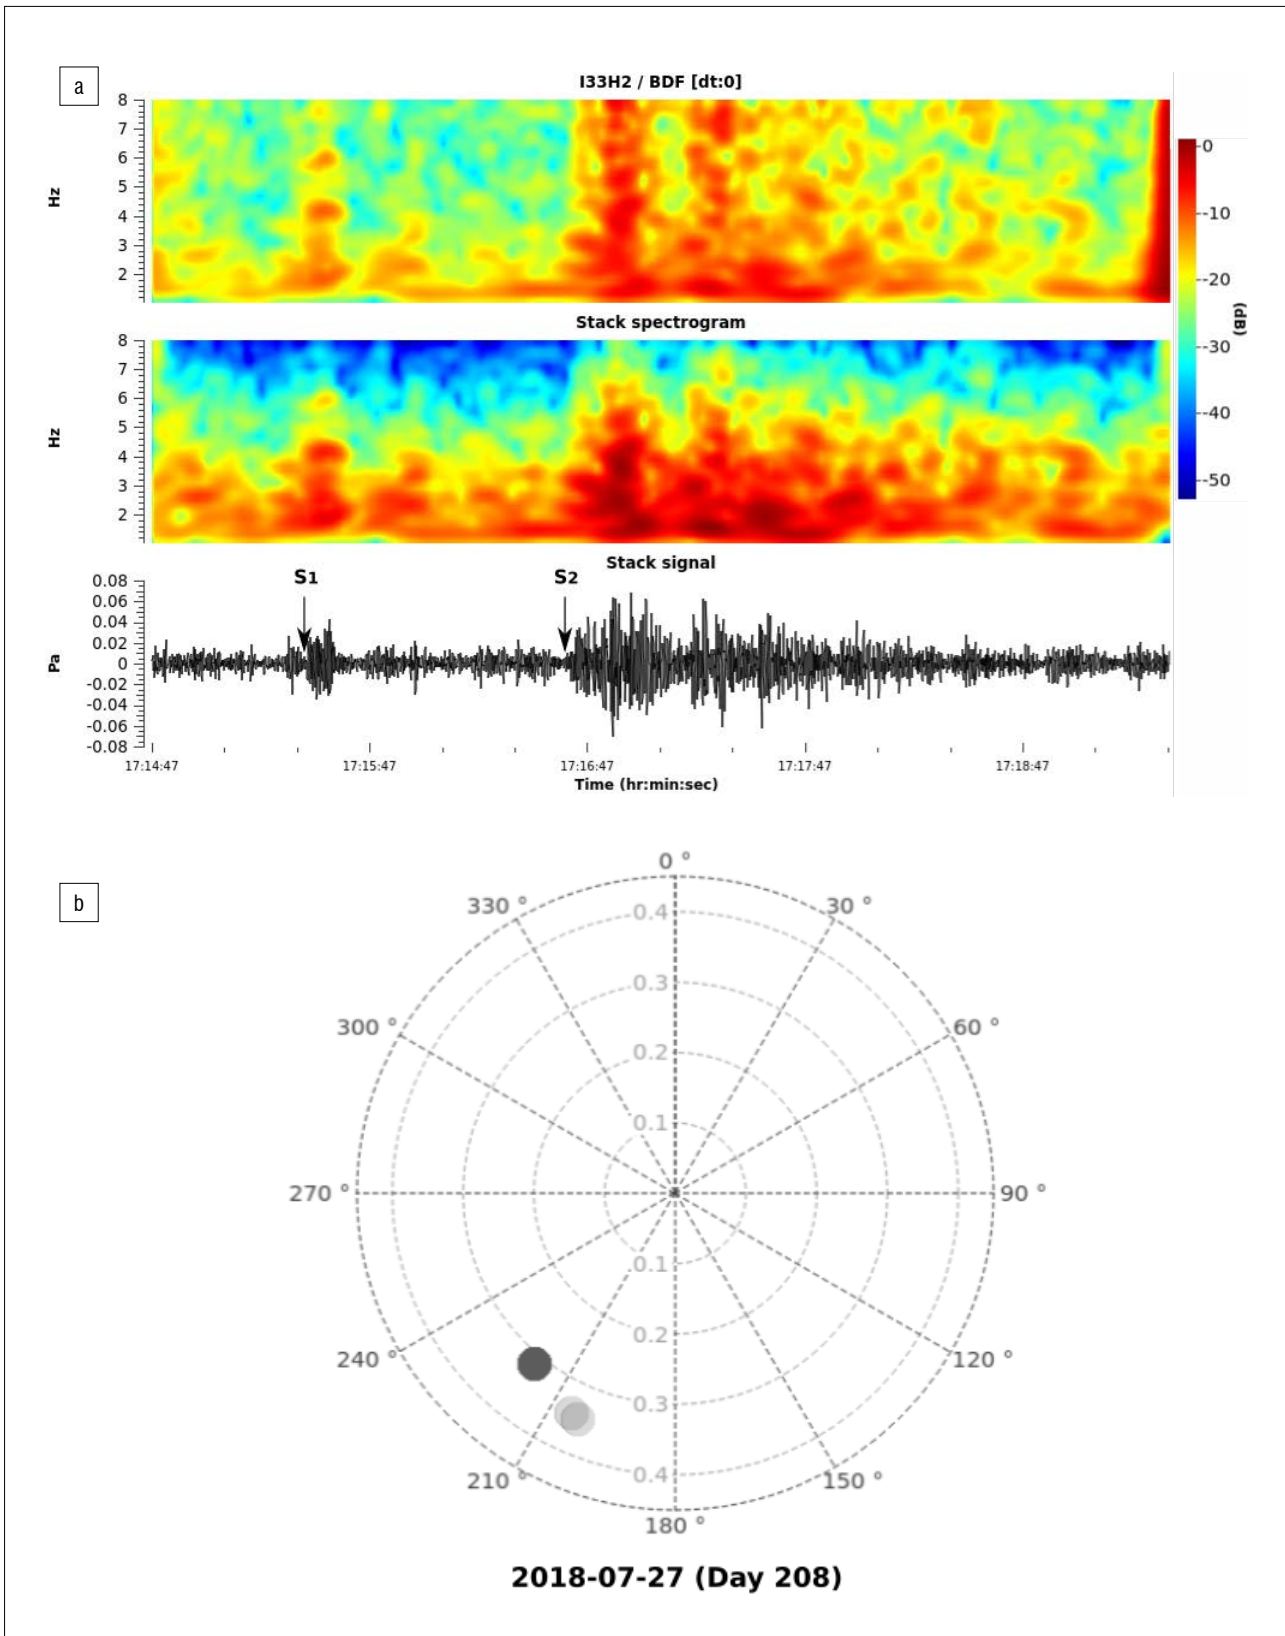 a
I33H2 / BDF [dt:0]
8
7
6
5
4
3
2
Hz
0
-10
-20
-30
-40
-50
(dB)
Stack spectrogram
8
7
6
5
4
3
2
Hz
Stack signal
S1
S2
0.08
0.06
0.04
0.02
0
-0.02
-0.04
-0.06
-0.08
Pa
17:14:47 17:15:47 17:16:47 17:17:47 17:18:47
Time (hr:min:sec)
b
0 °
330 ° 30 °
0.4
0.3
300 ° 60 °
0.2
0.1
270 ° 90 °
0.1
0.2
240 ° 120 °
0.3
0.4
210 ° 150 °
180 °
2018-07-27 (Day 208)